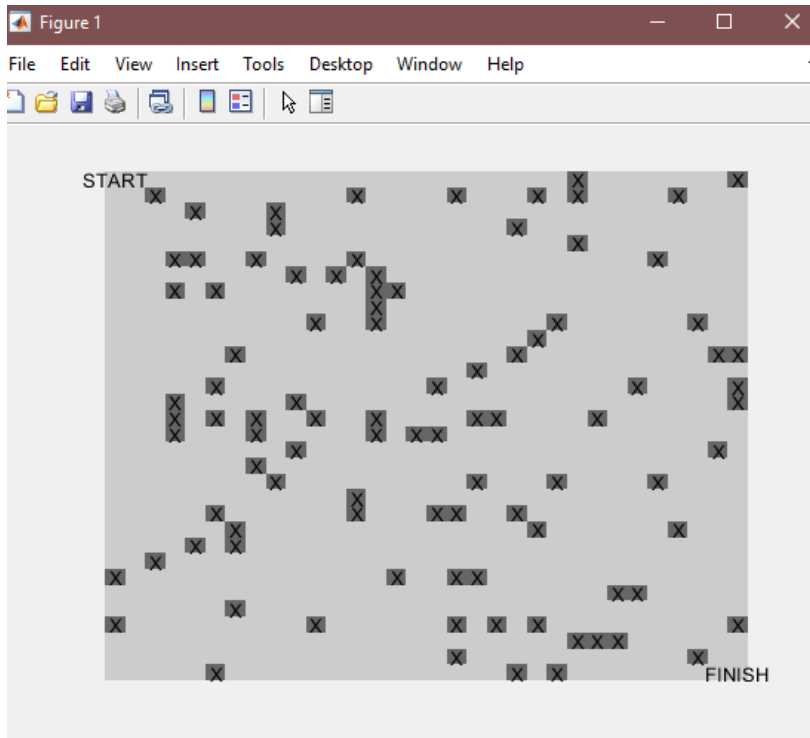 Figure 1
File Edit View Insert Tools Desktop Window Help
START X X
X X X X X X
X X
X X
X
X X X X X
X X X
X X X X
X
X X X X
X
X X X X
X
X X X X
X X X
X X X X X X X X
X X X X X
X X
X
X X X X
X
X X X X X
X X X
X X
X
X X X X
X X
X
X X X X X X
X X X
X X
X X X FINISH